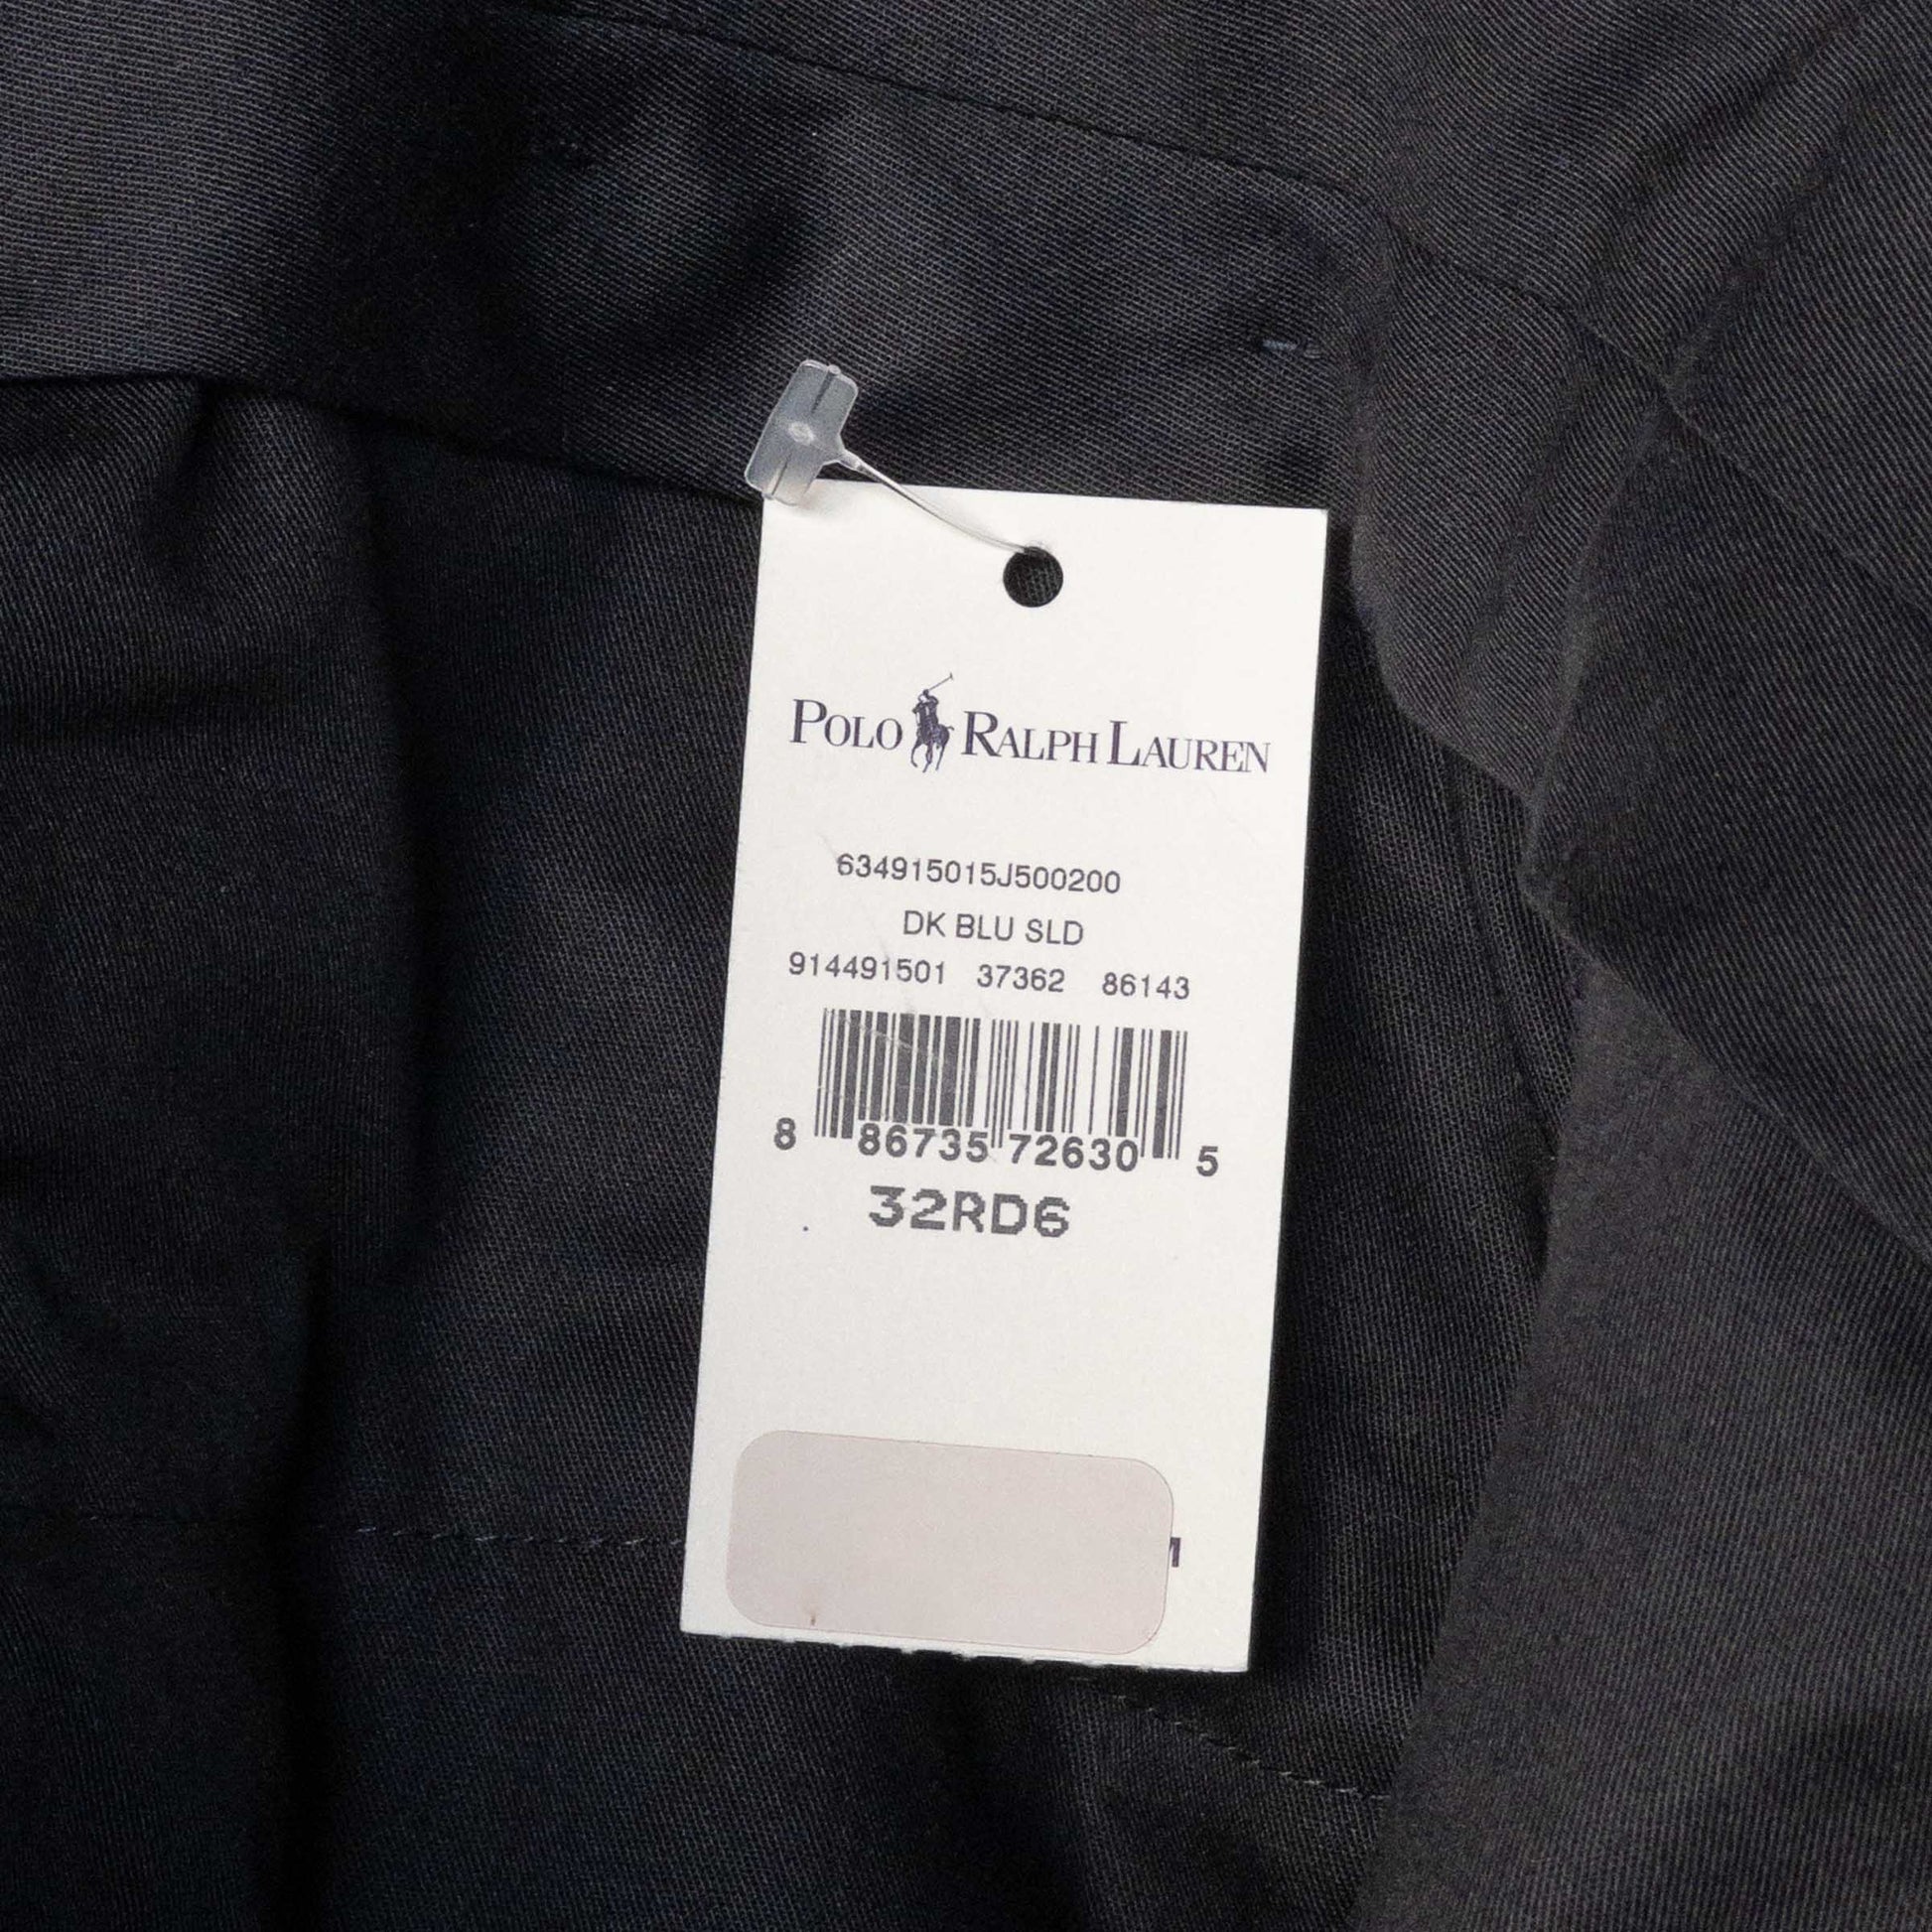 POLO RALPH LAUREN
634915015J500200
DK BLU SLD
914491501 37362 86143
8 86735 72630 5
32RD6